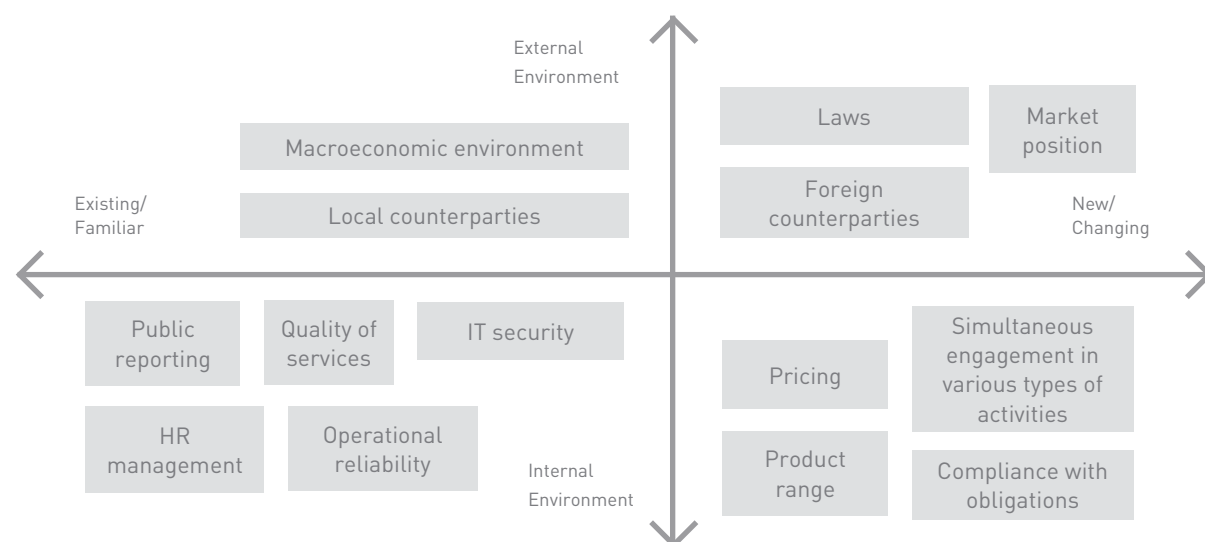 External
Environment
Laws
Market
position
Macroeconomic environment
Foreign
counterparties
Existing/
Familiar
Local counterparties
New/
Changing
Public
reporting
Quality of
services
IT security
Simultaneous
engagement in
various types of
activities
Pricing
HR
management
Operational
reliability
Internal
Environment
Product
range
Compliance with
obligations